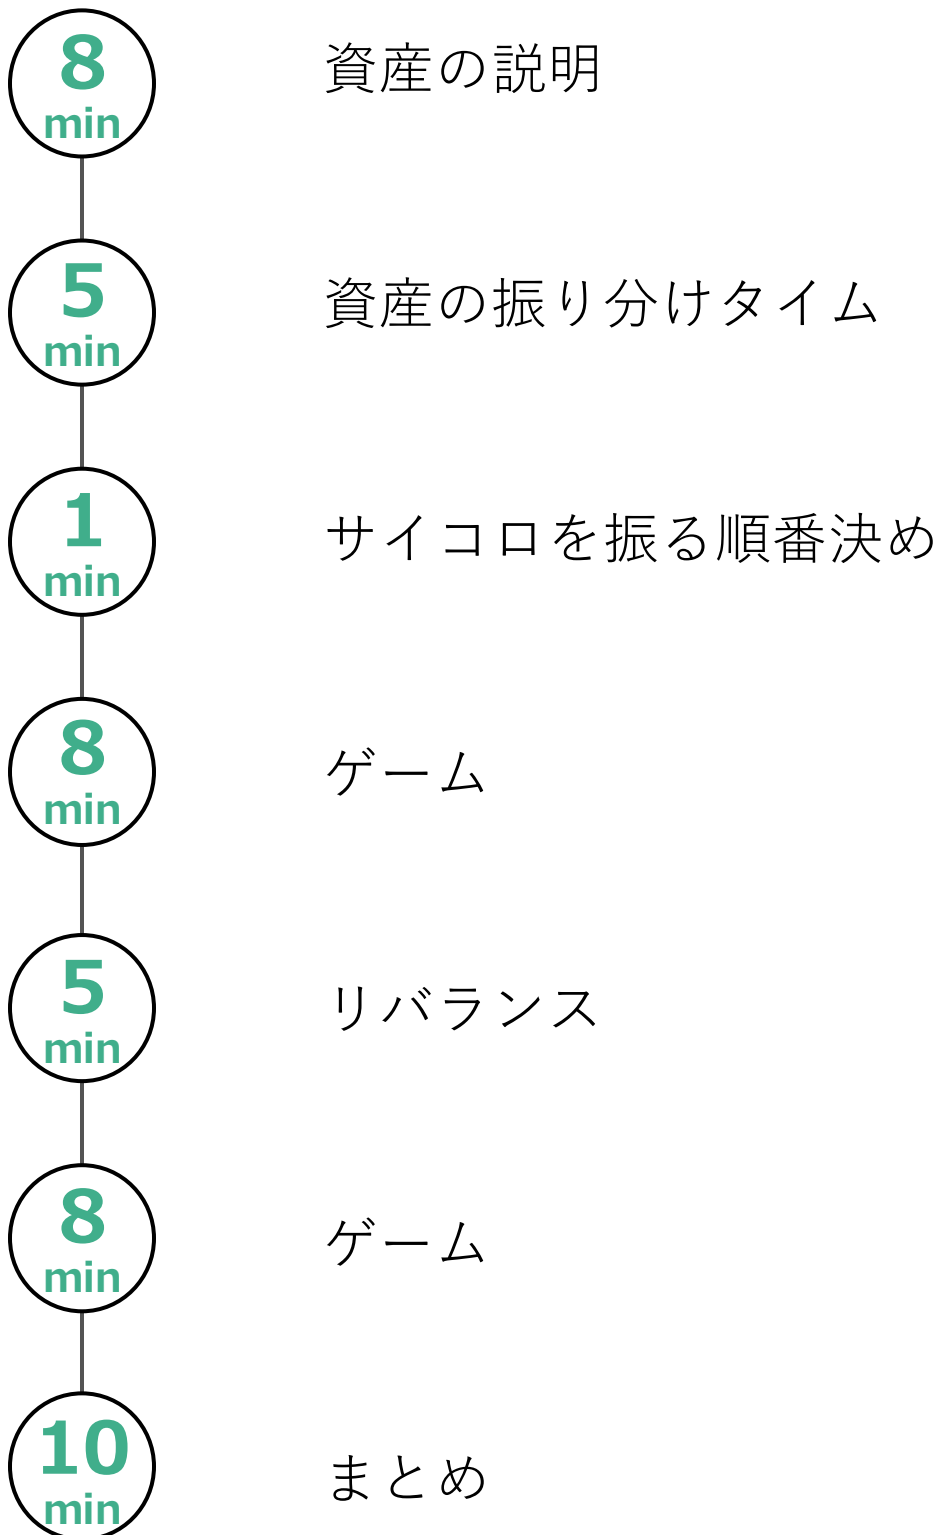 8
min
資産の説明
5
min
資産の振り分けタイム
1
min
サイコロを振る順番決め
8
min
ゲーム
5
min
リバランス
8
min
ゲーム
10
min
まとめ